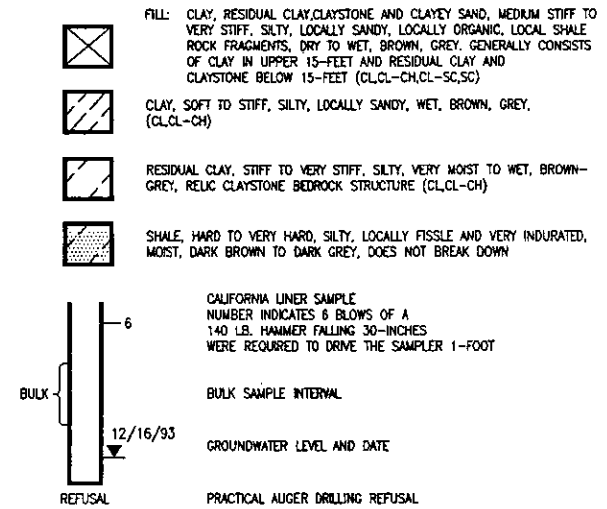 FILL: CLAY, RESIDUAL CLAY,CLAYSTONE AND CLAYEY SAND, MEDIUM STIFF TO
VERY STIFF, SILTY, LOCALLY SANDY, LOCALLY ORGANIC, LOCAL SHALE
ROCK FRAGMENTS, DRY TO WET, BROWN, GREY. GENERALLY CONSISTS
OF CLAY IN UPPER 15-FEET AND RESIDUAL CLAY AND
CLAYSTONE BELOW 15-FEET (CL,CL-CH,CL-SC,SC)
CLAY, SOFT TO STIFF, SILTY, LOCALLY SANDY, WET, BROWN, GREY,
(CL,CL-CH)
RESIDUAL CLAY, STIFF TO VERY STIFF, SILTY, VERY MOIST TO WET, BROWN-
GREY, RELIC CLAYSTONE BEDROCK STRUCTURE (CL,CL-CH)
SHALE, HARD TO VERY HARD, SILTY, LOCALLY FISSLE AND VERY INDURATED,
MOIST, DARK BROWN TO DARK GREY, DOES NOT BREAK DOWN
6
CALIFORNIA LINER SAMPLE
NUMBER INDICATES 6 BLOWS OF A
140 LB. HAMMER FALLING 30-INCHES
WERE REQUIRED TO DRIVE THE SAMPLER 1-FOOT
BULK
BULK SAMPLE INTERVAL
12/16/93
GROUNDWATER LEVEL AND DATE
REFUSAL
PRACTICAL AUGER DRILLING REFUSAL